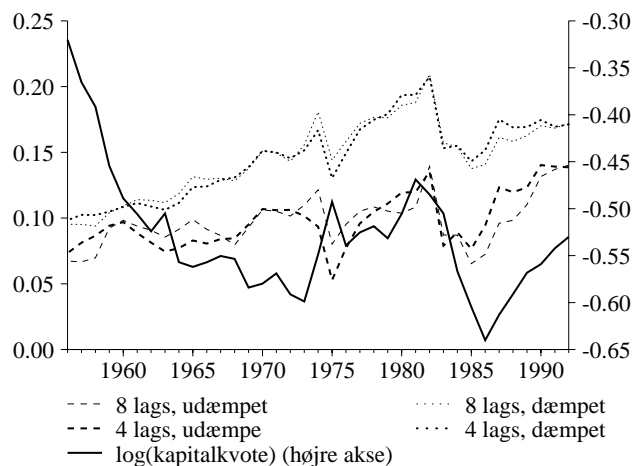 0.25 -0.30
-0.35
0.20 -0.40
0.15 -0.45
0.10 -0.50
-0.55
0.05 -0.60
0.00 -0.65
1960 1965 1970 1975 1980 1985 1990
8 lags, udæmpet 8 lags, dæmpet
4 lags, udæmpe 4 lags, dæmpet
log(kapitalkvote) (højre akse)